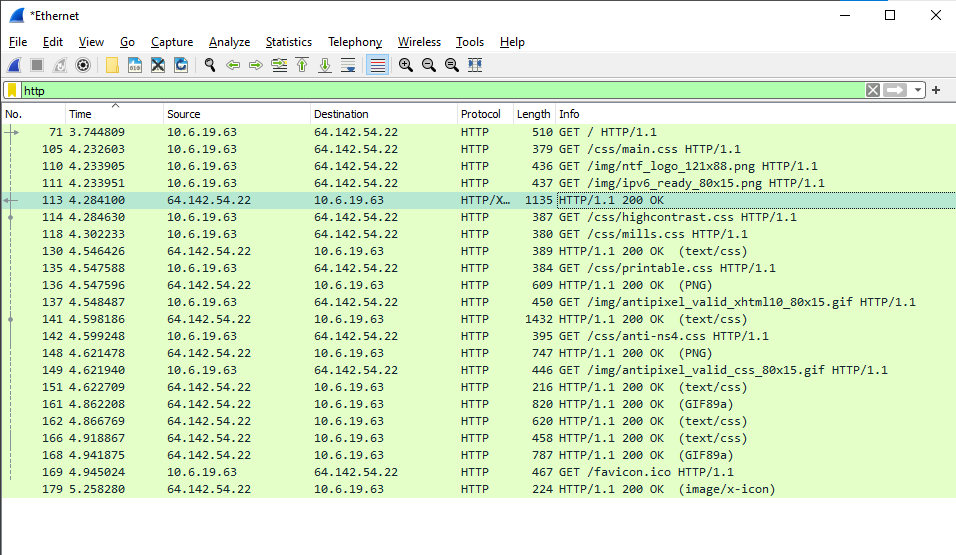 *Ethernet
File Edit View Go Capture Analyze Statistics Telephony Wireless Tools Help
http
No. Time Source Destination Protocol Length Info
71 3.744809 10.6.19.63 64.142.54.22 HTTP 510 GET / HTTP/1.1
105 4.232603 10.6.19.63 64.142.54.22 HTTP 379 GET /css/main.css HTTP/1.1
110 4.233905 10.6.19.63 64.142.54.22 HTTP 436 GET /img/ntf_logo_121x88.png HTTP/1.1
111 4.233951 10.6.19.63 64.142.54.22 HTTP 437 GET /img/ipv6_ready_80x15.png HTTP/1.1
113 4.284100 64.142.54.22 10.6.19.63 HTTP/X… 1135 HTTP/1.1 200 OK
114 4.284630 10.6.19.63 64.142.54.22 HTTP 387 GET /css/highcontrast.css HTTP/1.1
118 4.302233 10.6.19.63 64.142.54.22 HTTP 380 GET /css/mills.css HTTP/1.1
130 4.546426 64.142.54.22 10.6.19.63 HTTP 389 HTTP/1.1 200 OK (text/css)
135 4.547588 10.6.19.63 64.142.54.22 HTTP 384 GET /css/printable.css HTTP/1.1
136 4.547596 64.142.54.22 10.6.19.63 HTTP 609 HTTP/1.1 200 OK (PNG)
137 4.548487 10.6.19.63 64.142.54.22 HTTP 450 GET /img/antipixel_valid_xhtml10_80x15.gif HTTP/1.1
141 4.598186 64.142.54.22 10.6.19.63 HTTP 1432 HTTP/1.1 200 OK (text/css)
142 4.599248 10.6.19.63 64.142.54.22 HTTP 395 GET /css/anti-ns4.css HTTP/1.1
148 4.621478 64.142.54.22 10.6.19.63 HTTP 747 HTTP/1.1 200 OK (PNG)
149 4.621940 10.6.19.63 64.142.54.22 HTTP 446 GET /img/antipixel_valid_css_80x15.gif HTTP/1.1
151 4.622709 64.142.54.22 10.6.19.63 HTTP 216 HTTP/1.1 200 OK (text/css)
161 4.862208 64.142.54.22 10.6.19.63 HTTP 820 HTTP/1.1 200 OK (GIF89a)
162 4.866769 64.142.54.22 10.6.19.63 HTTP 620 HTTP/1.1 200 OK (text/css)
166 4.918867 64.142.54.22 10.6.19.63 HTTP 458 HTTP/1.1 200 OK (text/css)
168 4.941875 64.142.54.22 10.6.19.63 HTTP 787 HTTP/1.1 200 OK (GIF89a)
169 4.945024 10.6.19.63 64.142.54.22 HTTP 467 GET /favicon.ico HTTP/1.1
179 5.258280 64.142.54.22 10.6.19.63 HTTP 224 HTTP/1.1 200 OK (image/x-icon)